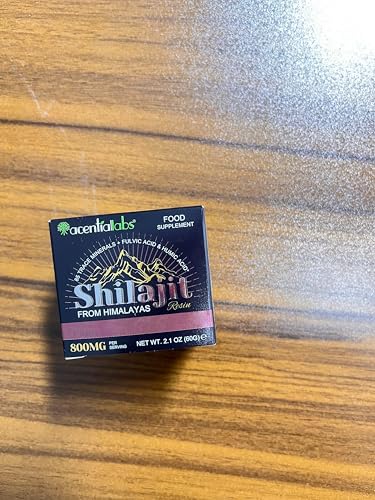 acentíallabs®
FOOD
SUPPLEMENT
85 TRACE MINERALS • FULVIC ACID & HUMIC ACID
Shilajit
FROM HIMALAYAS
Resin
800MG PER
SERVING
NET WT. 2.1 OZ (60G) ℮